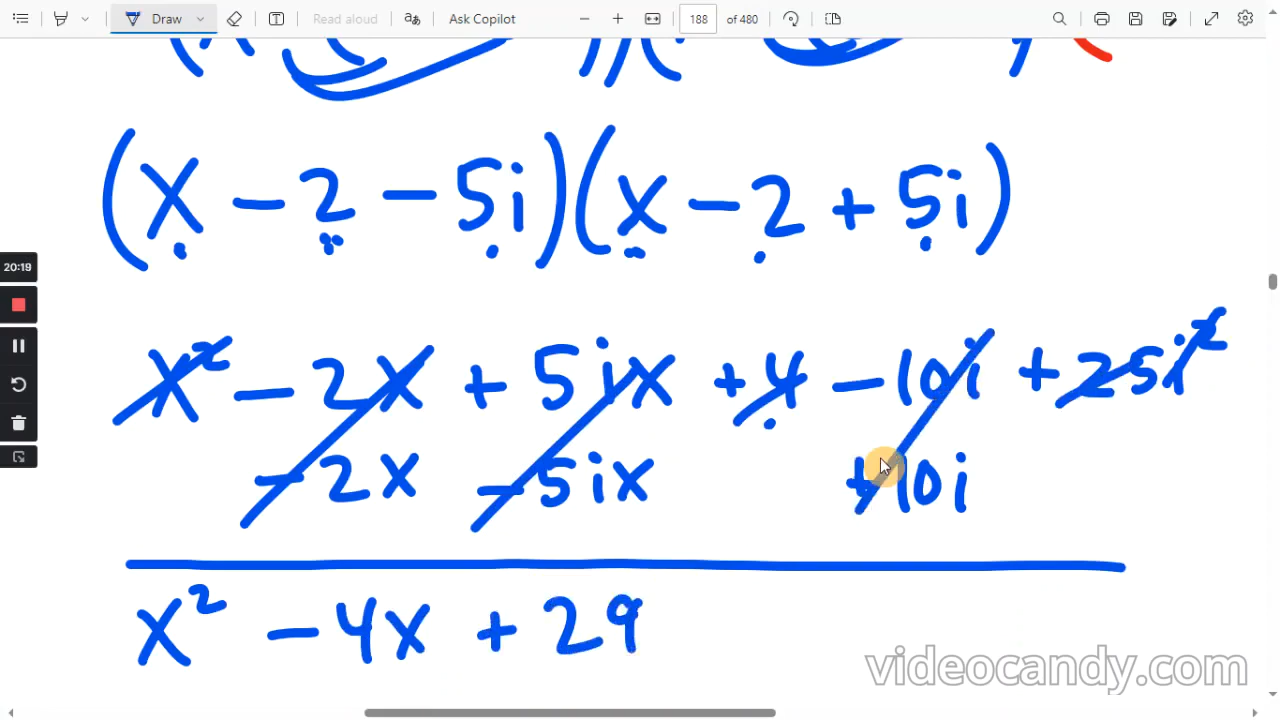 Draw Read aloud Ask Copilot 188 of 480
(x - 2 - 5i)(x - 2 + 5i)
20:19
x² - 2x + 5ix + 4 - 10i + 25i²
- 2x - 5ix + 10i
x² - 4x + 29
videocandy.com